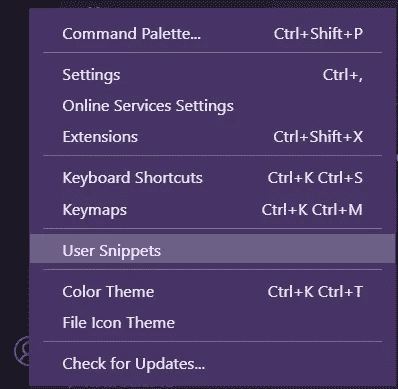 Command Palette... Ctrl+Shift+P
Settings Ctrl+,
Online Services Settings
Extensions Ctrl+Shift+X
Keyboard Shortcuts Ctrl+K Ctrl+S
Keymaps Ctrl+K Ctrl+M
User Snippets
Color Theme Ctrl+K Ctrl+T
File Icon Theme
Check for Updates...